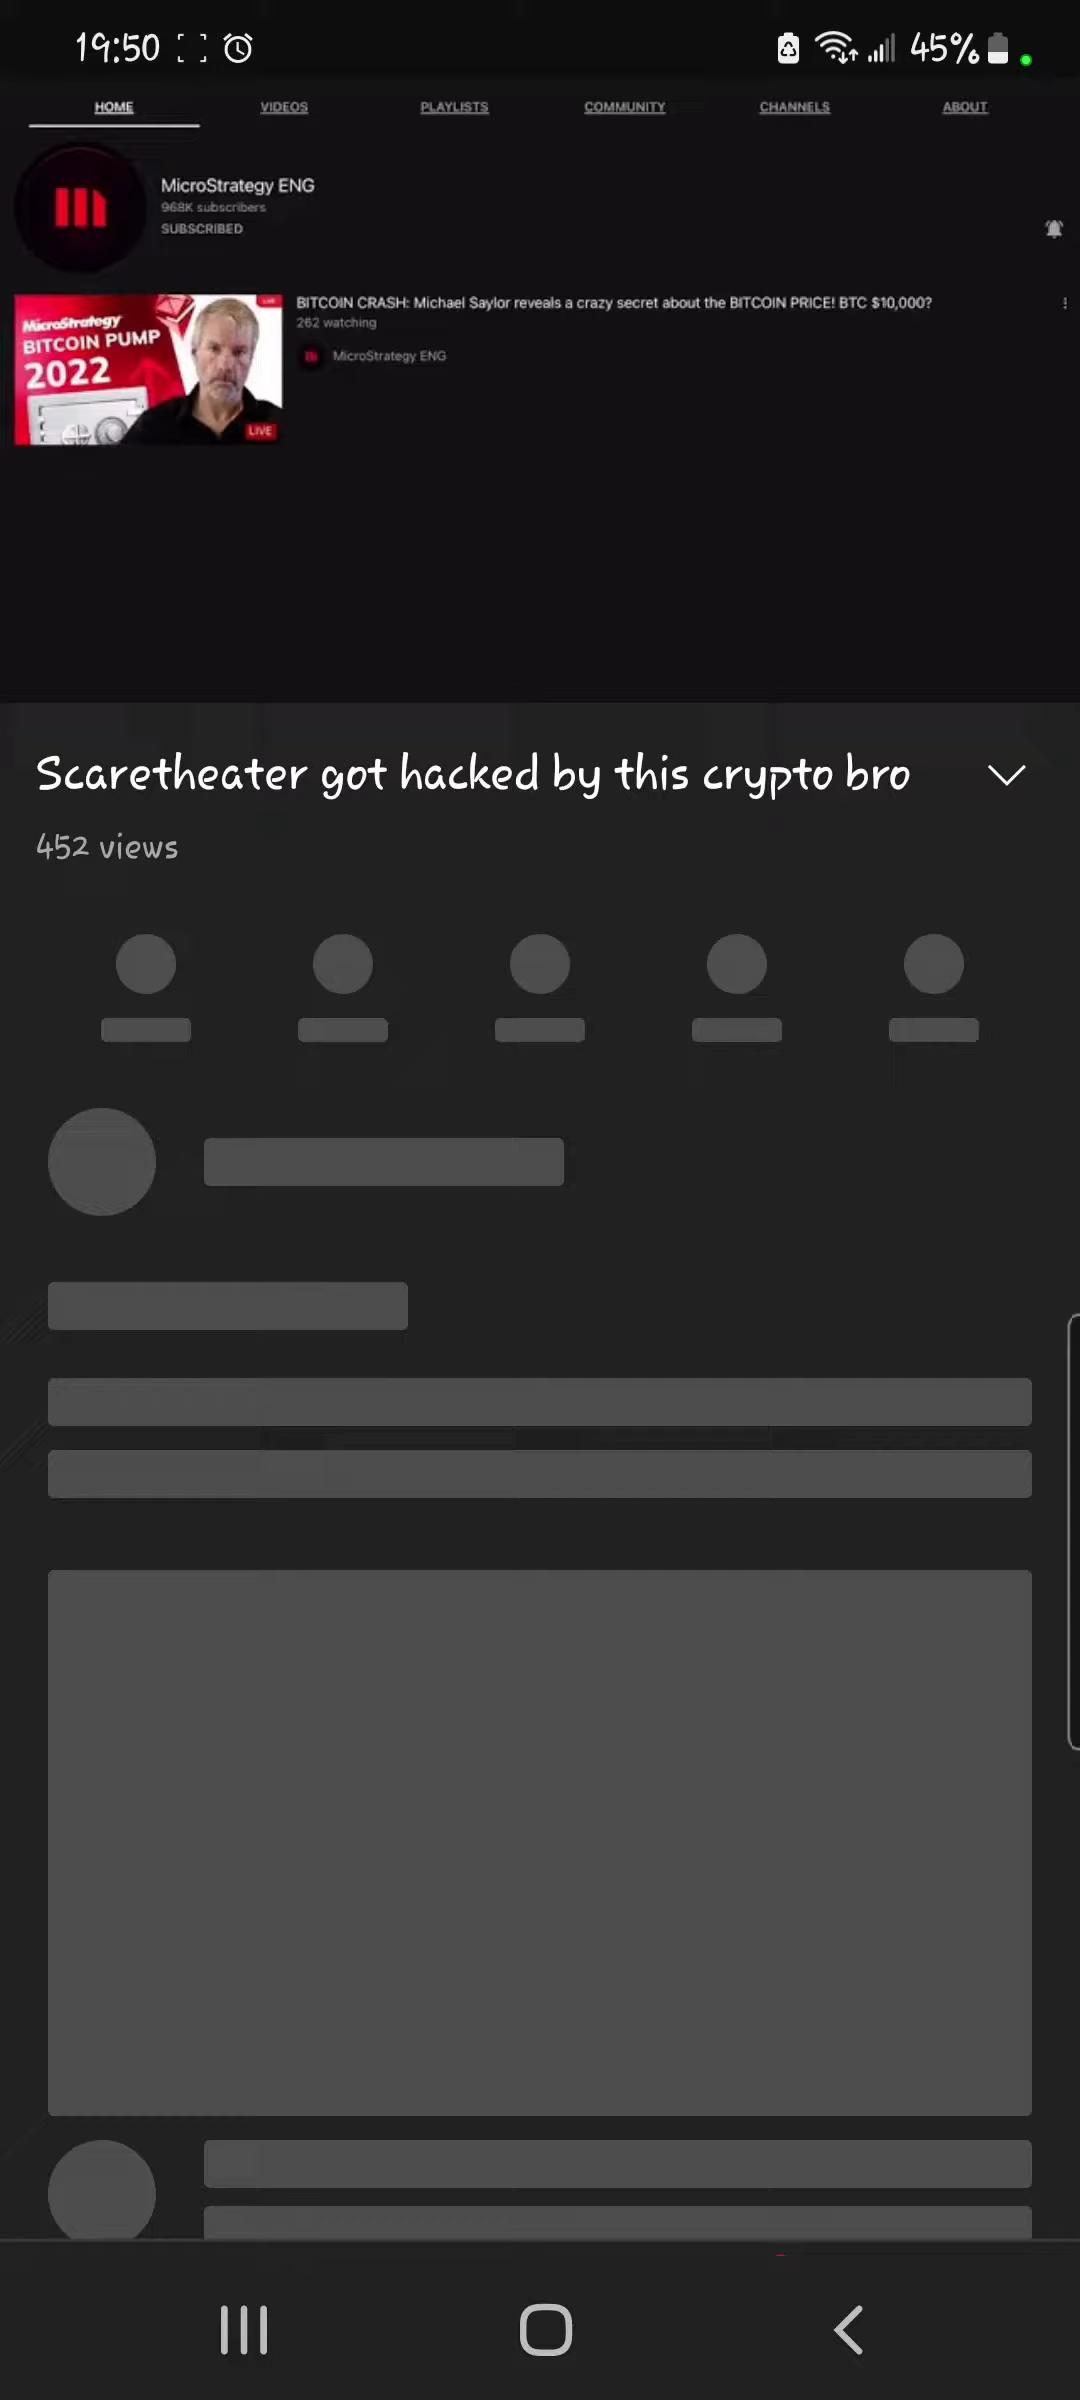 19:50
45%
HOME
VIDEOS
PLAYLISTS
COMMUNITY
CHANNELS
ABOUT
MicroStrategy ENG
968K subscribers
SUBSCRIBED
MicroStrategy
BITCOIN PUMP
2022
LIVE
BITCOIN CRASH: Michael Saylor reveals a crazy secret about the BITCOIN PRICE! BTC $10,000?
262 watching
MicroStrategy ENG
Scaretheater got hacked by this crypto bro
452 views